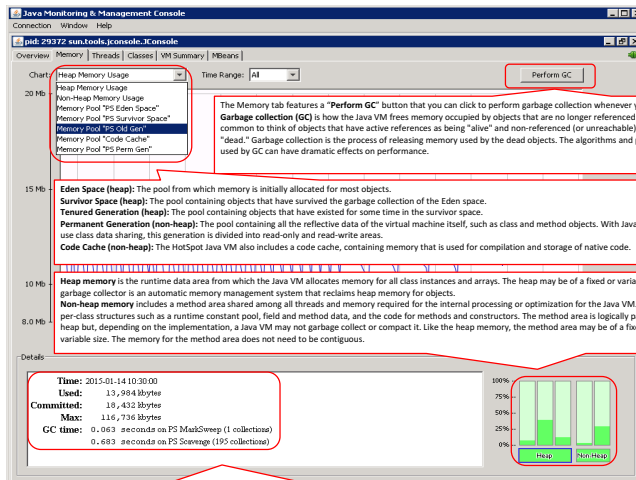 Java Monitoring & Management Console
Connection Window Help
pid: 29372 sun.tools.jconsole.JConsole
Overview Memory Threads Classes VM Summary MBeans
Chart: Heap Memory Usage Time Range: All Perform GC
Heap Memory Usage
Non-Heap Memory Usage
Memory Pool "PS Eden Space"
Memory Pool "PS Survivor Space"
Memory Pool "PS Old Gen"
Memory Pool "Code Cache"
Memory Pool "PS Perm Gen"
20 Mb
The Memory tab features a "Perform GC" button that you can click to perform garbage collection whenever
Garbage collection (GC) is how the Java VM frees memory occupied by objects that are no longer referenced
common to think of objects that have active references as being "alive" and non-referenced (or unreachable)
"dead." Garbage collection is the process of releasing memory used by the dead objects. The algorithms and
used by GC can have dramatic effects on performance.
15 Mb
Eden Space (heap): The pool from which memory is initially allocated for most objects.
Survivor Space (heap): The pool containing objects that have survived the garbage collection of the Eden space.
Tenured Generation (heap): The pool containing objects that have existed for some time in the survivor space.
Permanent Generation (non-heap): The pool containing all the reflective data of the virtual machine itself, such as class and method objects. With Java
use class data sharing, this generation is divided into read-only and read-write areas.
Code Cache (non-heap): The HotSpot Java VM also includes a code cache, containing memory that is used for compilation and storage of native code.
10 Mb
Heap memory is the runtime data area from which the Java VM allocates memory for all class instances and arrays. The heap may be of a fixed or varia
garbage collector is an automatic memory management system that reclaims heap memory for objects.
Non-heap memory includes a method area shared among all threads and memory required for the internal processing or optimization for the Java VM.
per-class structures such as a runtime constant pool, field and method data, and the code for methods and constructors. The method area is logically pa
heap but, depending on the implementation, a Java VM may not garbage collect or compact it. Like the heap memory, the method area may be of a fixe
variable size. The memory for the method area does not need to be contiguous.
8.0 Mb
Details
Time: 2015-01-14 10:30:00
Used: 13,984 kbytes
Committed: 18,432 kbytes
Max: 116,736 kbytes
GC time: 0.063 seconds on PS MarkSweep (1 collections)
0.683 seconds on PS Scavenge (195 collections)
100%
75%
50%
25%
0%
Heap Non-Heap